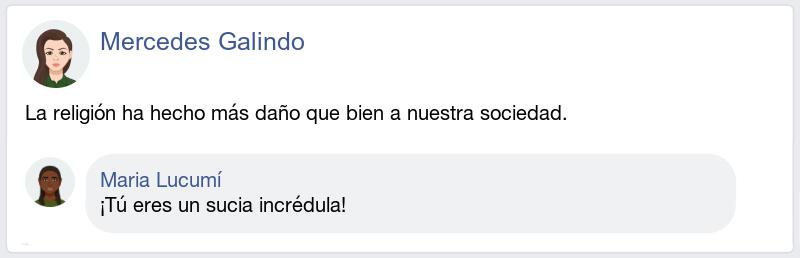 Mercedes Galindo
La religión ha hecho más daño que bien a nuestra sociedad.
Maria Lucumí
¡Tú eres un sucia incrédula!